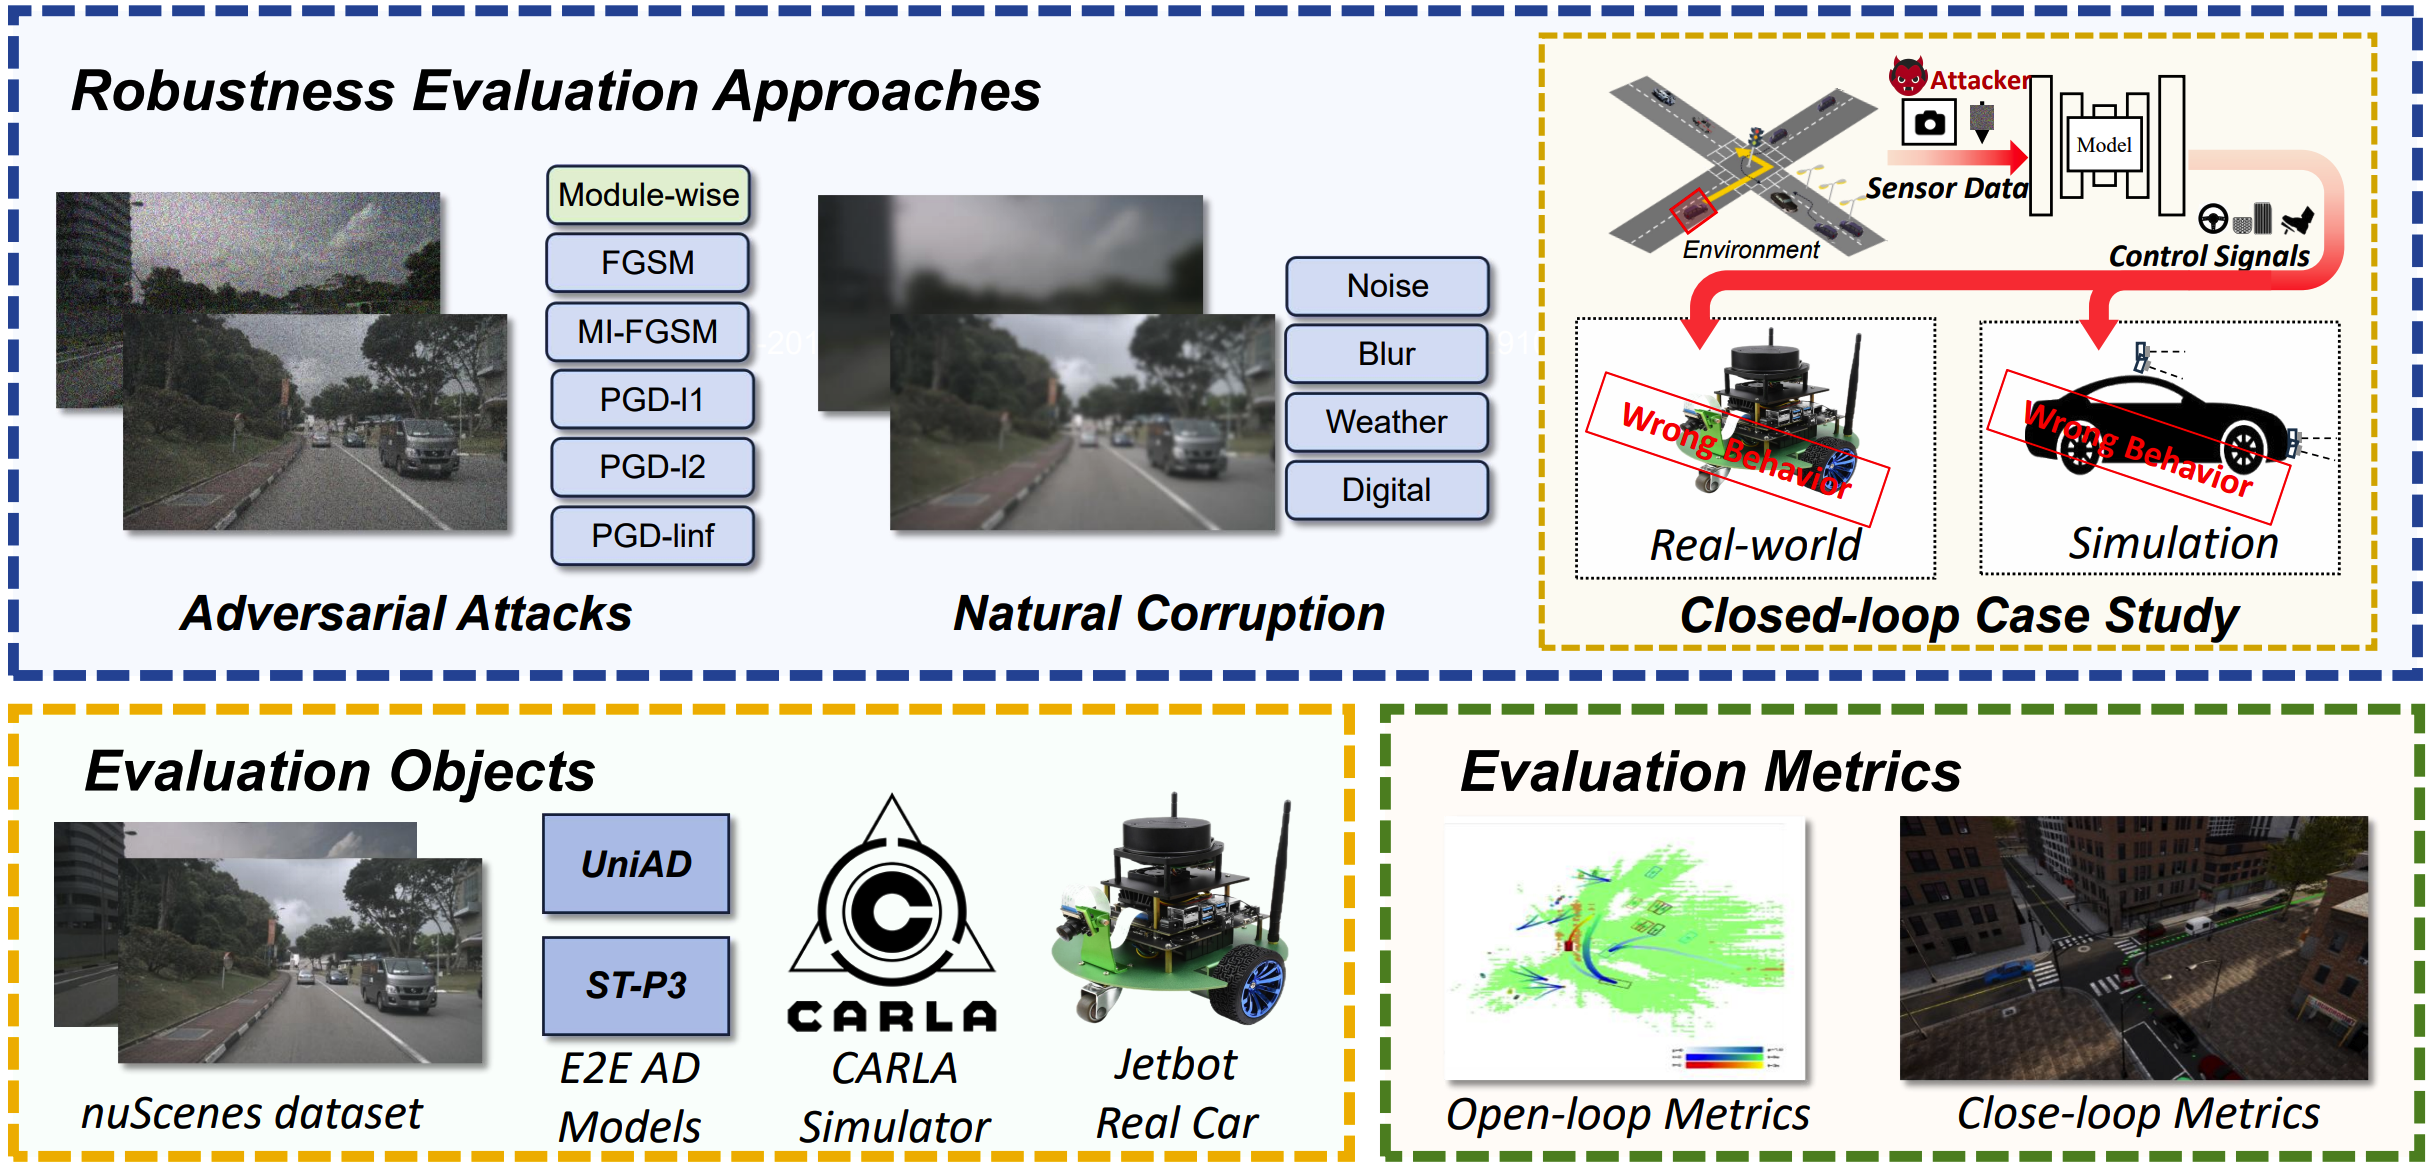 Robustness Evaluation Approaches
Module-wise
FGSM
MI-FGSM
PGD-l1
PGD-l2
PGD-linf
Adversarial Attacks
Noise
Blur
Weather
Digital
Natural Corruption
Attacker
Model
Sensor Data
Environment
Control Signals
Wrong Behavior
Real-world
Wrong Behavior
Simulation
Closed-loop Case Study
Evaluation Objects
nuScenes dataset
UniAD
ST-P3
E2E AD
Models
CARLA
CARLA
Simulator
Jetbot
Real Car
Evaluation Metrics
Open-loop Metrics
Close-loop Metrics